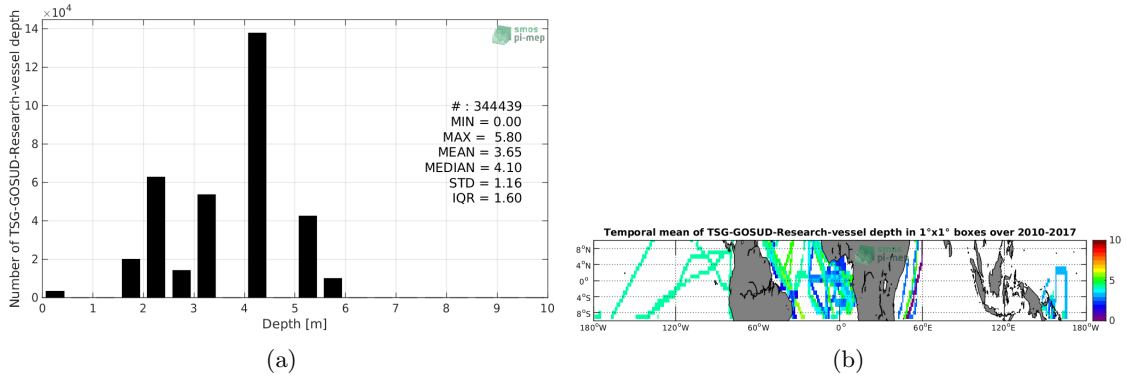 ×10⁴
14
12
10
8
6
4
2
0
Number of TSG-GOSUD-Research-vessel depth
smos
pi-mep
# : 344439
MIN = 0.00
MAX = 5.80
MEAN = 3.65
MEDIAN = 4.10
STD = 1.16
IQR = 1.60
0 1 2 3 4 5 6 7 8 9 10
Depth [m]
(a)
Temporal mean of TSG-GOSUD-Research-vessel depth in 1°x1° boxes over 2010-2017
smos
pi-mep
8°N
4°N
0°
4°S
8°S
180°W 120°W 60°W 0° 60°E 120°E 180°W
10
5
0
(b)